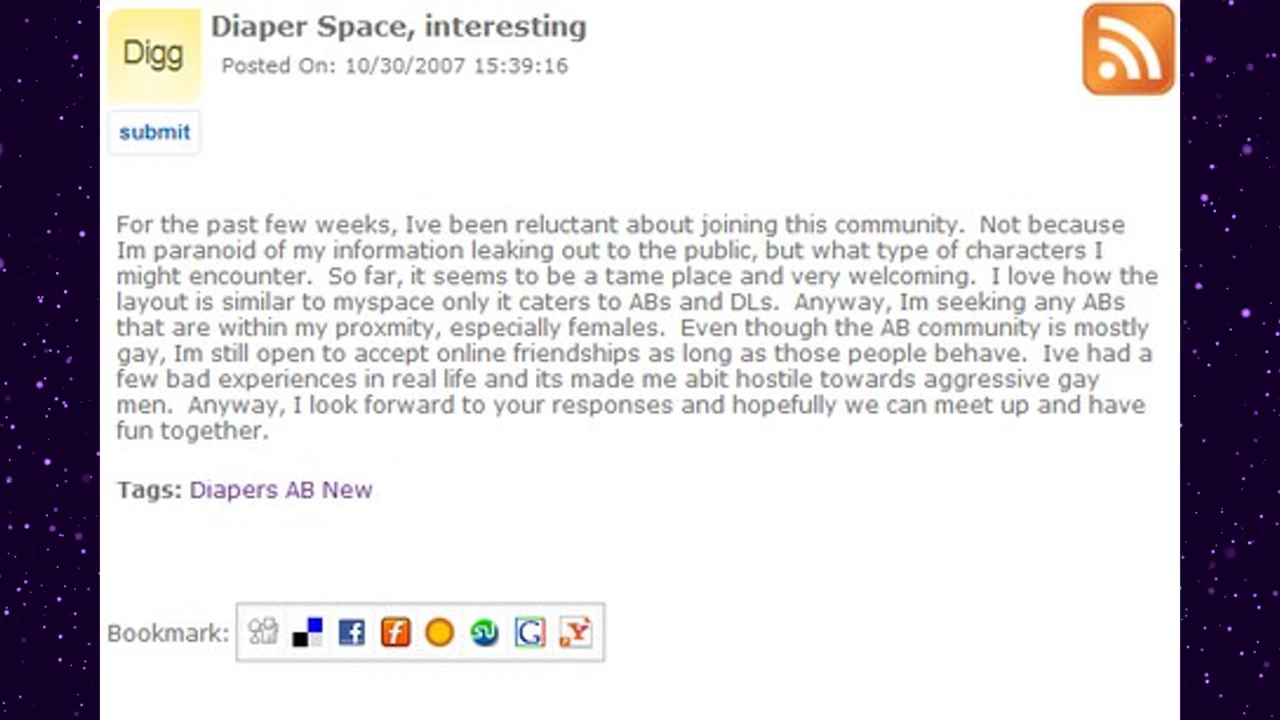 Digg
Diaper Space, interesting
Posted On: 10/30/2007 15:39:16
submit
For the past few weeks, Ive been reluctant about joining this community.  Not because
Im paranoid of my information leaking out to the public, but what type of characters I
might encounter.  So far, it seems to be a tame place and very welcoming.  I love how the
layout is similar to myspace only it caters to ABs and DLs.  Anyway, Im seeking any ABs
that are within my proxmity, especially females.  Even though the AB community is mostly
gay, Im still open to accept online friendships as long as those people behave.  Ive had a
few bad experiences in real life and its made me abit hostile towards aggressive gay
men.  Anyway, I look forward to your responses and hopefully we can meet up and have
fun together.
Tags: Diapers AB New
Bookmark: